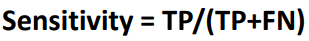 Sensitivity = TP/(TP+FN)